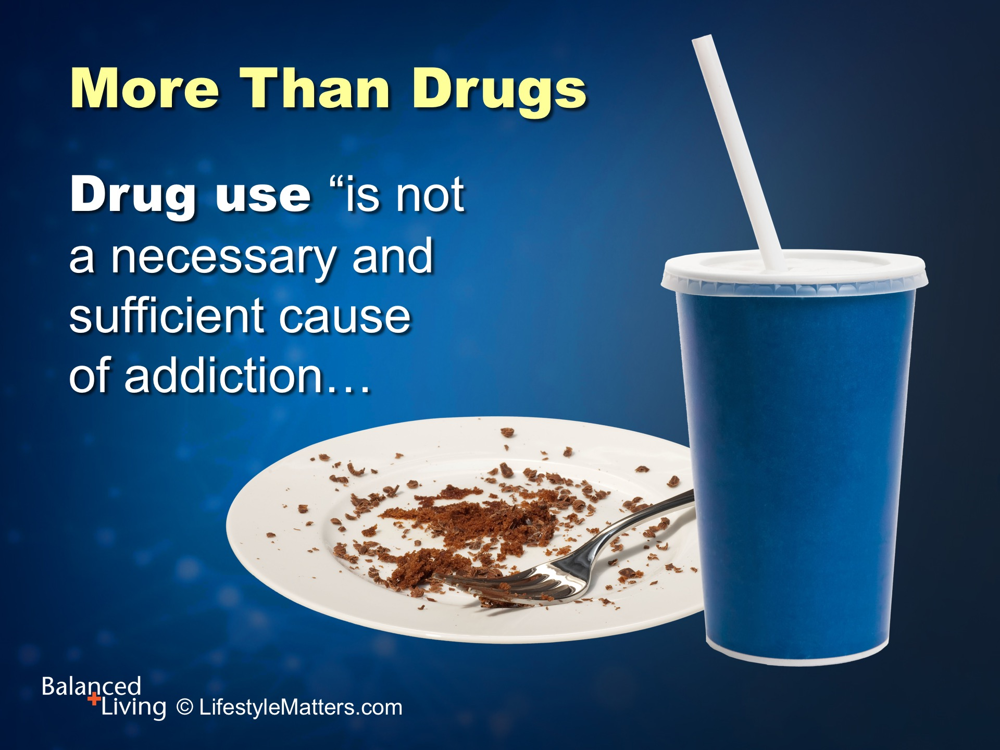 More Than Drugs
Drug use “is not
a necessary and
sufficient cause
of addiction…
Balanced
Living © LifestyleMatters.com